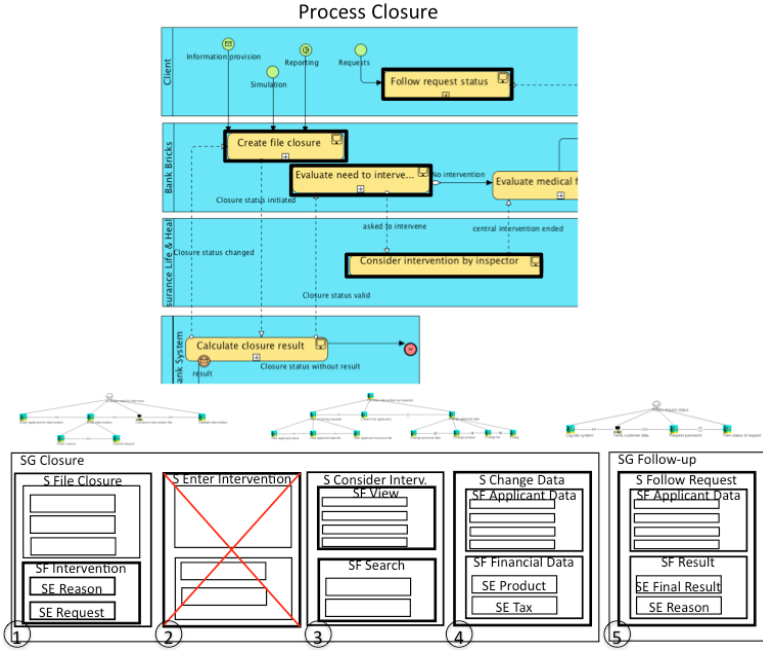 Process Closure
Client
Information provision
Simulation
Reporting
Requests
Follow request status
Bank Bricks
Create file closure
Evaluate need to interve...
No intervention
Evaluate medical f
Closure status initiated
surance Life & Heal
asked to intervene
central intervention ended
Closure status changed
Consider intervention by inspector
Closure status valid
ank System
Calculate closure result
result
Closure status without result
SG Closure
SG Follow-up
S File Closure
SF Intervention
SE Reason
SE Request
1
S Enter Intervention
2
S Consider Interv.
SF View
SF Search
3
S Change Data
SF Applicant Data
SF Financial Data
SE Product
SE Tax
4
S Follow Request
SF Applicant Data
SF Result
SE Final Result
SE Reason
5